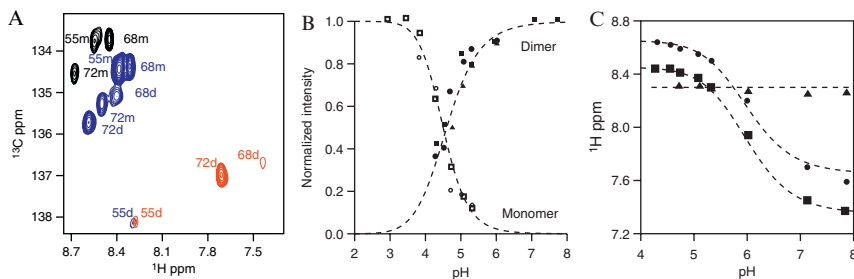 A
55m
68m
55m
68m
72m
68d
72m
72d
72d
68d
55d
55d
134
135
136
137
138
13C ppm
8.7
8.4
8.1
7.8
7.5
1H ppm
B
Dimer
Monomer
1.0
0.8
0.6
0.4
0.2
0.0
Normalized intensity
2
3
4
5
6
7
8
pH
C
8.8
8.4
8.0
7.6
7.2
1H ppm
4
5
6
7
8
pH